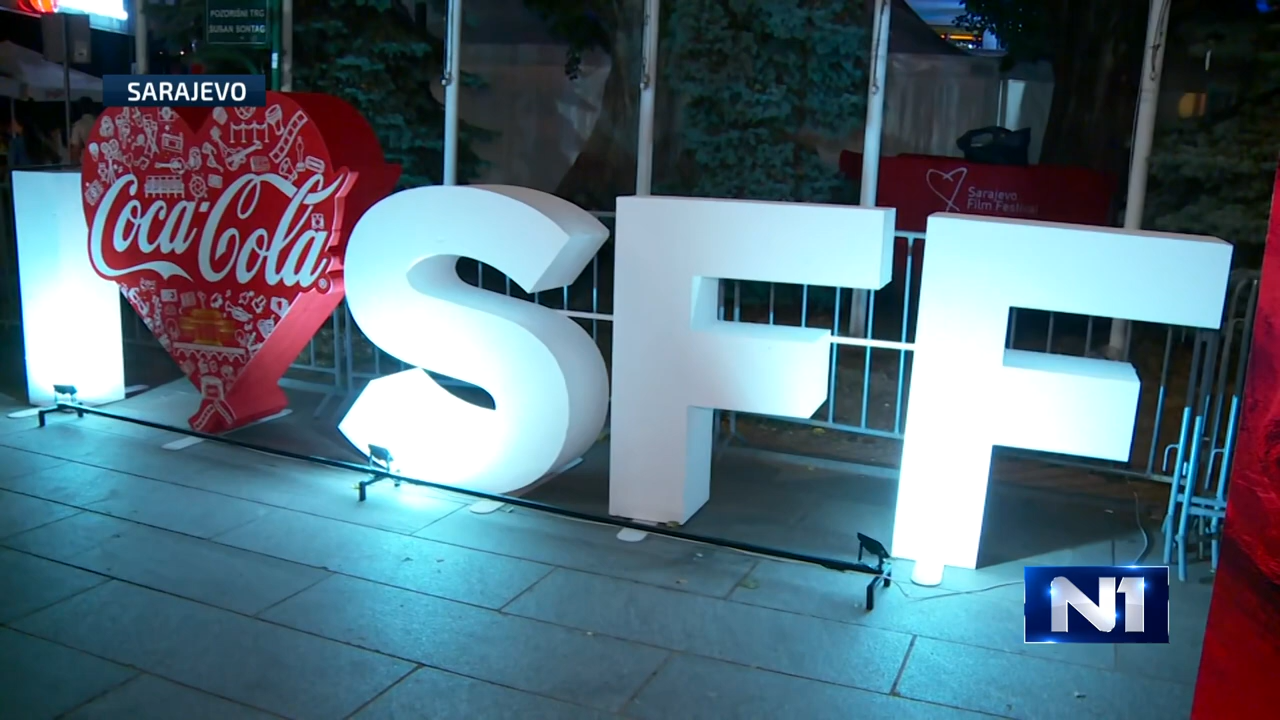 POZORIŠNI TRG
SUSAN SONTAG
SARAJEVO
I
Coca-Cola
SFF
Sarajevo
Film Festival
N1